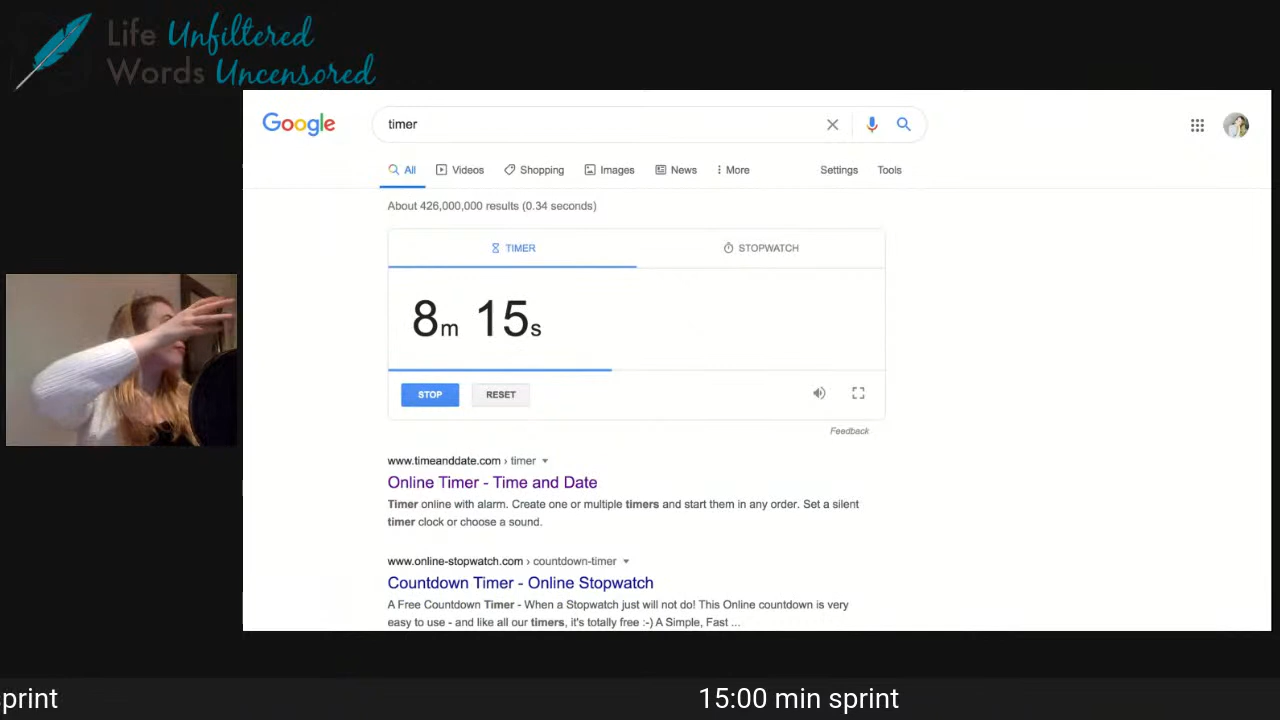 Life Unfiltered
Words Uncensored
Google
timer
All Videos Shopping Images News More Settings Tools
About 426,000,000 results (0.34 seconds)
TIMER STOPWATCH
8m 15s
STOP RESET
Feedback
www.timeanddate.com › timer
Online Timer - Time and Date
Timer online with alarm. Create one or multiple timers and start them in any order. Set a silent
timer clock or choose a sound.
www.online-stopwatch.com › countdown-timer
Countdown Timer - Online Stopwatch
A Free Countdown Timer - When a Stopwatch just will not do! This Online countdown is very
easy to use - and like all our timers, it's totally free :-) A Simple, Fast ...
sprint 15:00 min sprint